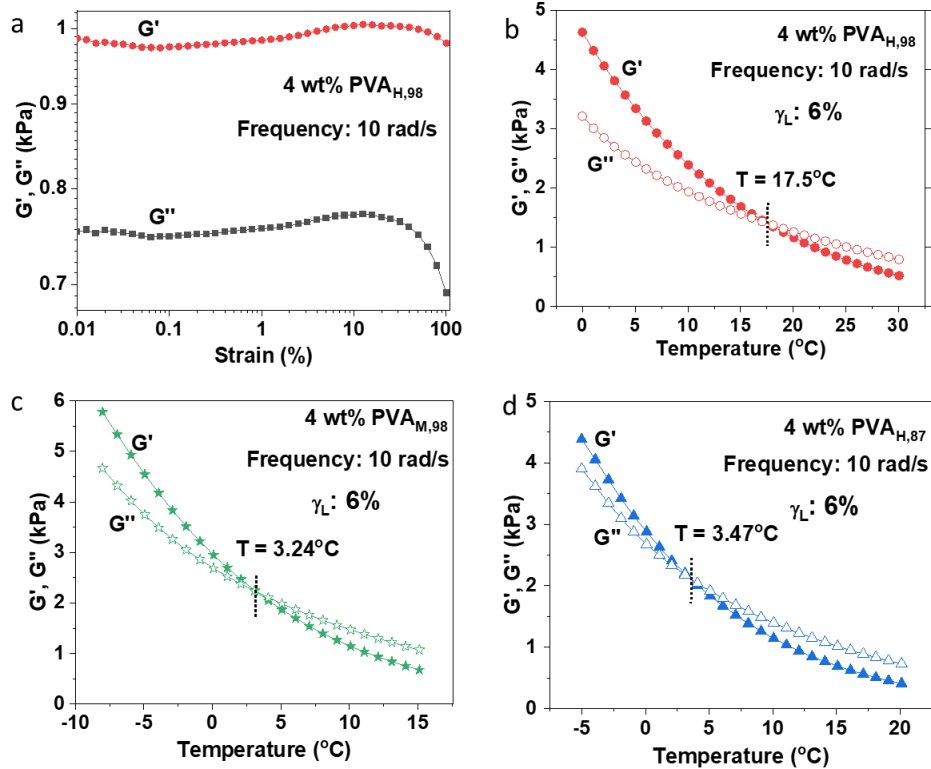 a
G'
4 wt% PVA_H,98
Frequency: 10 rad/s
G''
G', G'' (kPa)
1
0.9
0.8
0.7
0.01
0.1
1
10
100
Strain (%)
b
4 wt% PVA_H,98
G'
Frequency: 10 rad/s
γ_L: 6%
G''
T = 17.5°C
G', G'' (kPa)
5
4
3
2
1
0
0
5
10
15
20
25
30
Temperature (°C)
c
4 wt% PVA_M,98
G'
Frequency: 10 rad/s
γ_L: 6%
G''
T = 3.24°C
G', G'' (kPa)
6
5
4
3
2
1
0
-10
-5
0
5
10
15
Temperature (°C)
d
4 wt% PVA_H,87
G'
Frequency: 10 rad/s
γ_L: 6%
G''
T = 3.47°C
G', G'' (kPa)
5
4
3
2
1
0
-5
0
5
10
15
20
Temperature (°C)